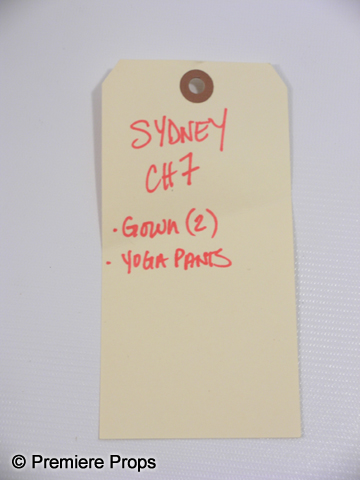 SYDNEY
CH7
· GOWN (2)
· YOGA PANTS
© Premiere Props